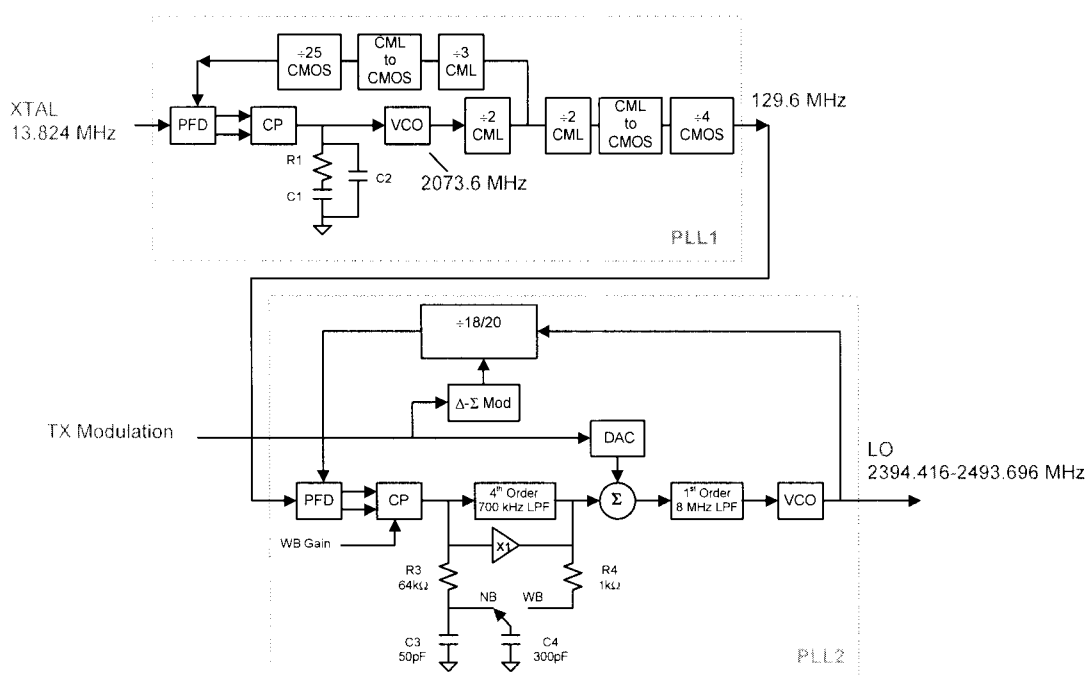 ÷25
CMOS
CML
to
CMOS
÷3
CML
XTAL
13.824 MHz
PFD
CP
VCO
÷2
CML
÷2
CML
CML
to
CMOS
÷4
CMOS
129.6 MHz
R1
C1
C2
2073.6 MHz
PLL1
÷18/20
Δ-Σ Mod
TX Modulation
DAC
LO
2394.416-2493.696 MHz
PFD
CP
4th Order
700 kHz LPF
Σ
1st Order
8 MHz LPF
VCO
WB Gain
X1
R3
64kΩ
R4
1kΩ
NB
WB
C3
50pF
C4
300pF
PLL2